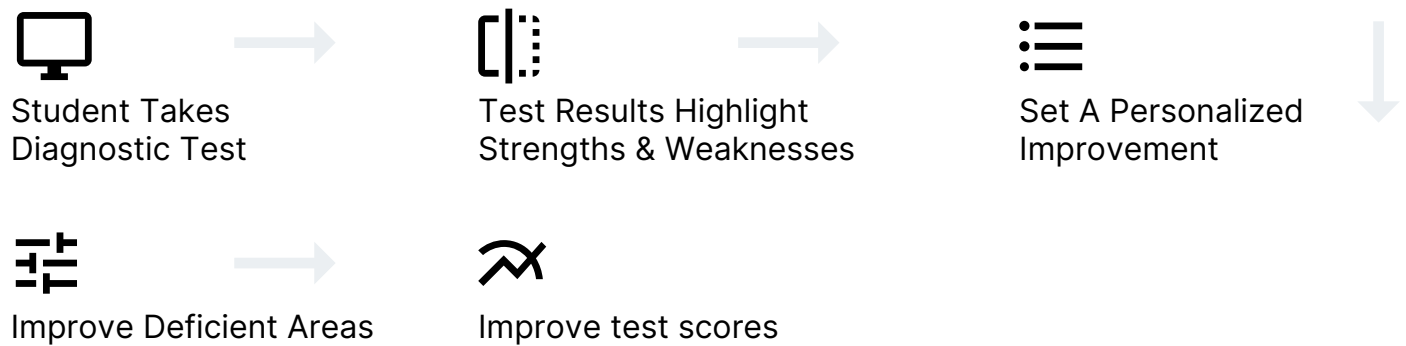 Student Takes
Diagnostic Test
Test Results Highlight
Strengths & Weaknesses
Set A Personalized
Improvement
Improve Deficient Areas
Improve test scores